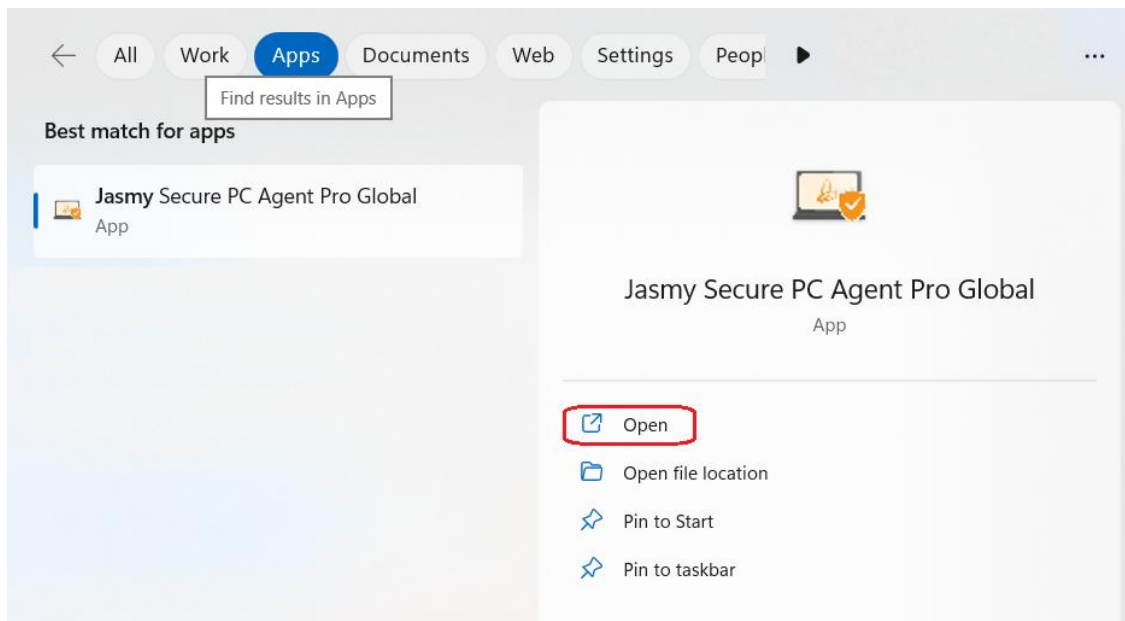 All Work Apps Documents Web Settings Peopl
Find results in Apps
Best match for apps
Jasmy Secure PC Agent Pro Global
App
Jasmy Secure PC Agent Pro Global
App
Open
Open file location
Pin to Start
Pin to taskbar